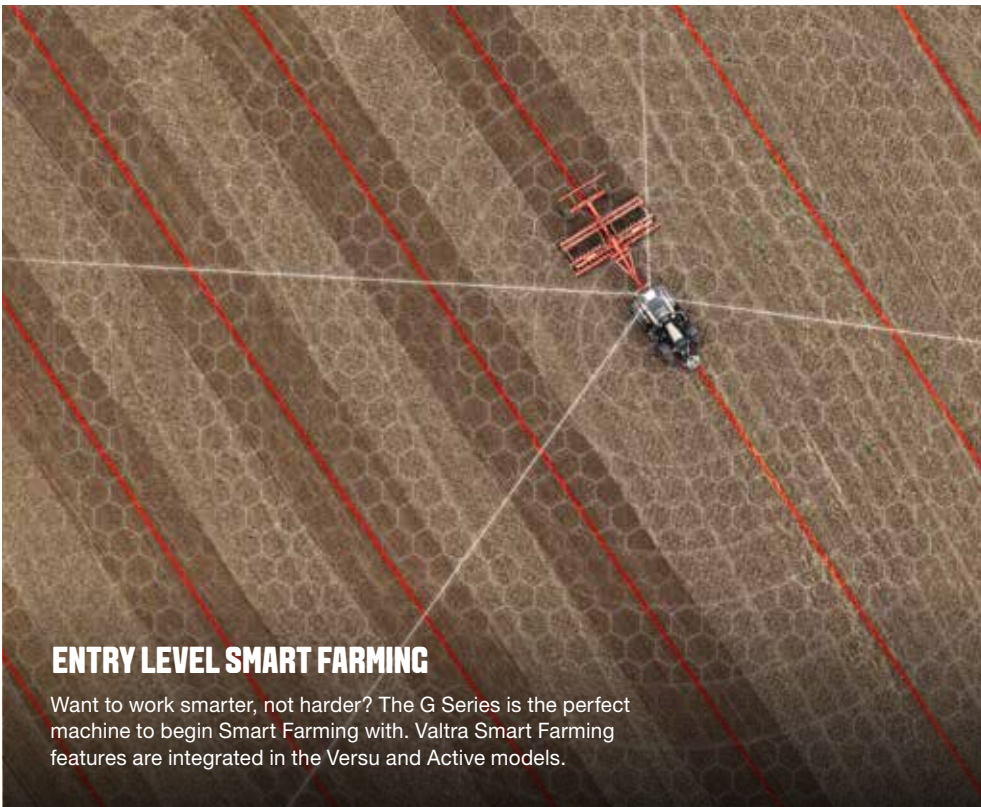 ENTRY LEVEL SMART FARMING
Want to work smarter, not harder? The G Series is the perfect
machine to begin Smart Farming with. Valtra Smart Farming
features are integrated in the Versu and Active models.